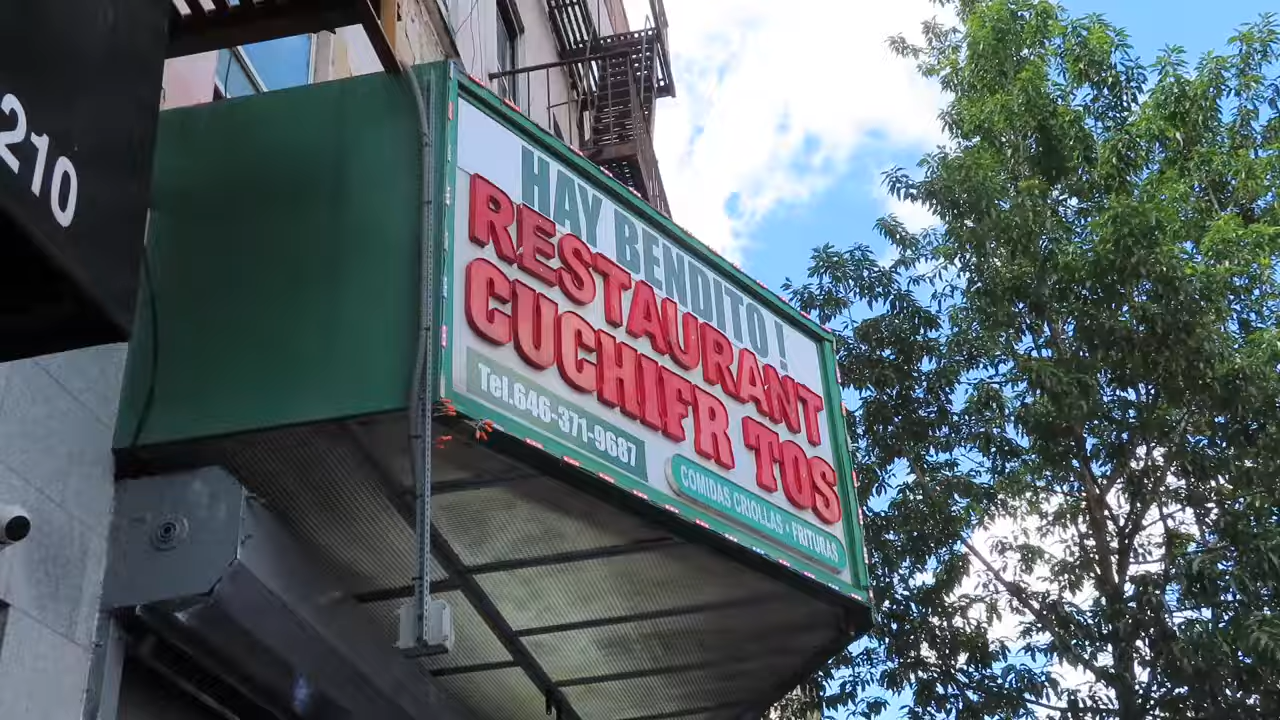 210
HAY BENDITO !
RESTAURANT
CUCHIFR TOS
Tel.646-371-9687
COMIDAS CRIOLLAS • FRITURAS